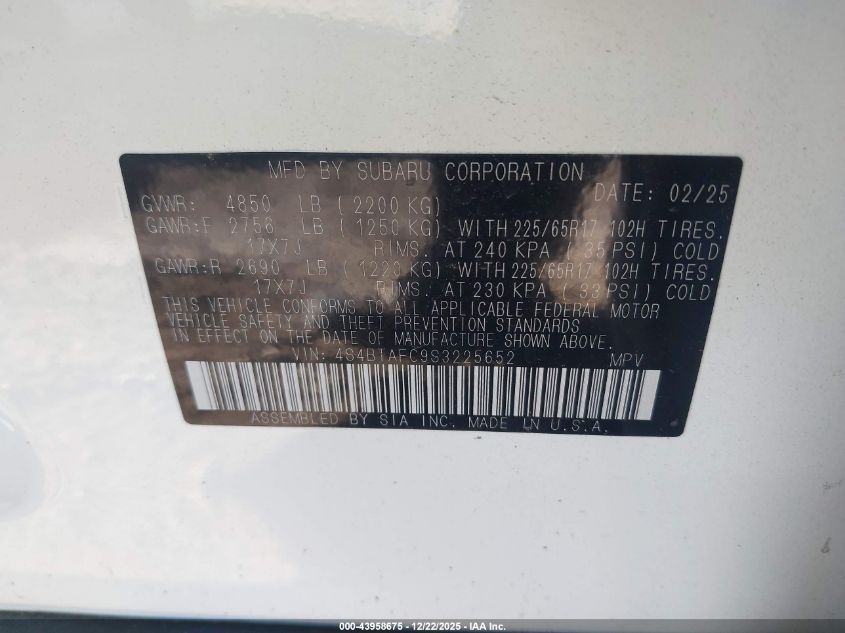 MFD BY SUBARU CORPORATION
DATE: 02/25
GVWR: 4850 LB ( 2200 KG)
GAWR:F 2756 LB ( 1250 KG) WITH 225/65R17 102H TIRES.
17X7J RIMS. AT 240 KPA ( 35 PSI) COLD
GAWR:R 2690 LB ( 1220 KG) WITH 225/65R17 102H TIRES.
17X7J RIMS. AT 230 KPA ( 33 PSI) COLD
THIS VEHICLE CONFORMS TO ALL APPLICABLE FEDERAL MOTOR
VEHICLE SAFETY AND THEFT PREVENTION STANDARDS
IN EFFECT ON THE DATE OF MANUFACTURE SHOWN ABOVE.
VIN: 4S4BTAFC9S3225652 MPV
ASSEMBLED BY SIA INC. MADE IN U.S.A.
000-43958675 - 12/22/2025 - IAA Inc.